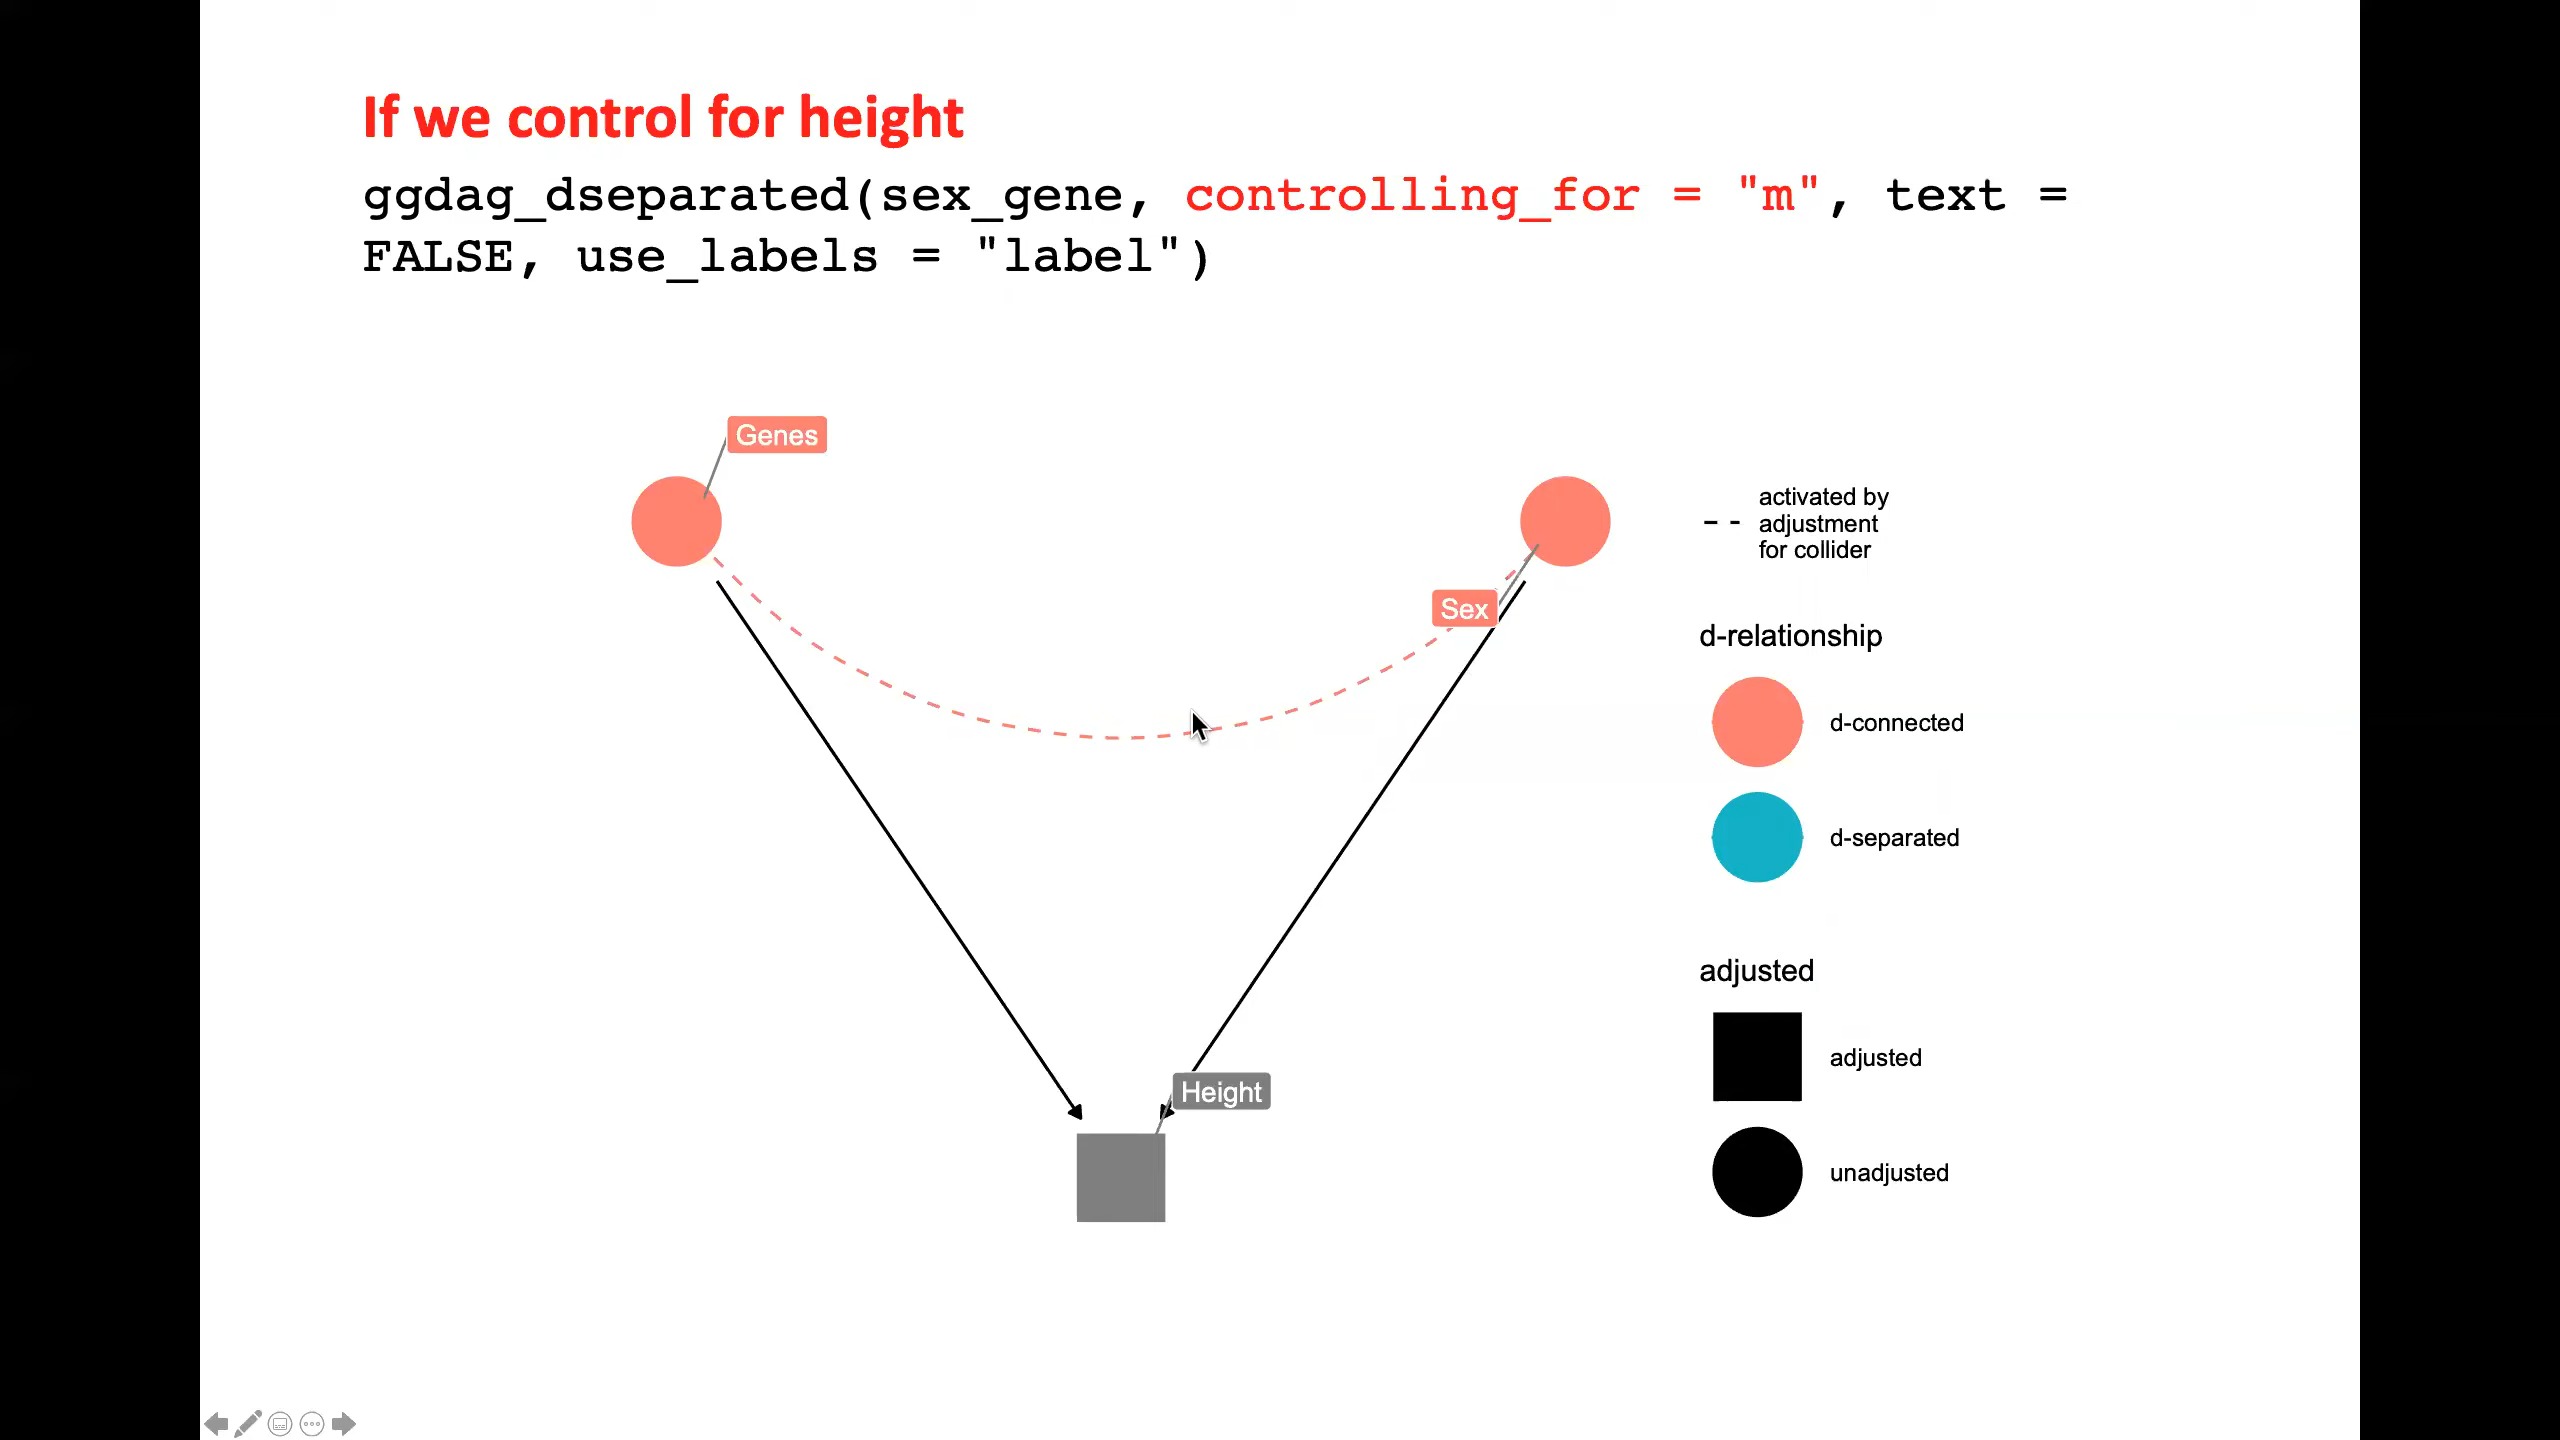 If we control for height
ggdag_dseparated(sex_gene, controlling_for = "m", text =
FALSE, use_labels = "label")
Genes
Sex
Height
activated by
adjustment
for collider
d-relationship
d-connected
d-separated
adjusted
adjusted
unadjusted